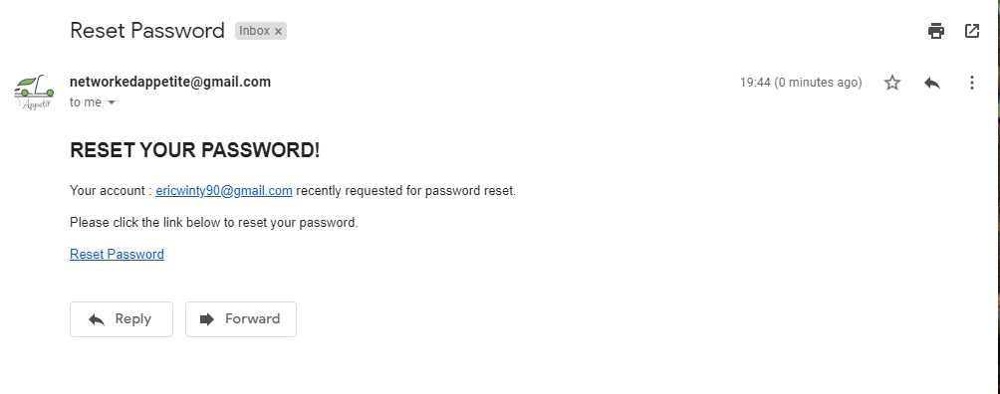 Reset Password Inbox ×
networkedappetite@gmail.com 19:44 (0 minutes ago)
to me
Appetit
RESET YOUR PASSWORD!
Your account : ericwinty90@gmail.com recently requested for password reset.
Please click the link below to reset your password.
Reset Password
Reply Forward